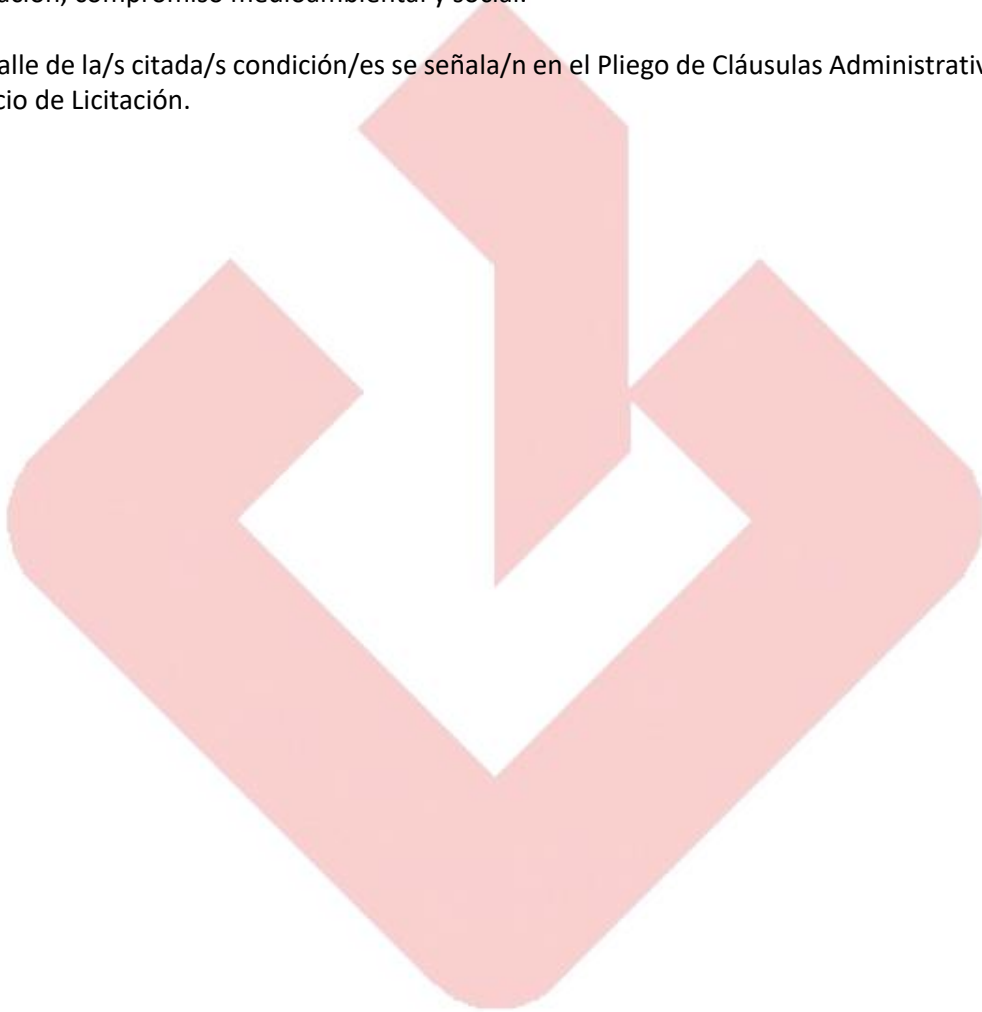 compromiso medioambiental y social.
alle de la/s citada/s condición/es se señala/n en el Pliego de Cláusulas Administrativ
cio de Licitación.